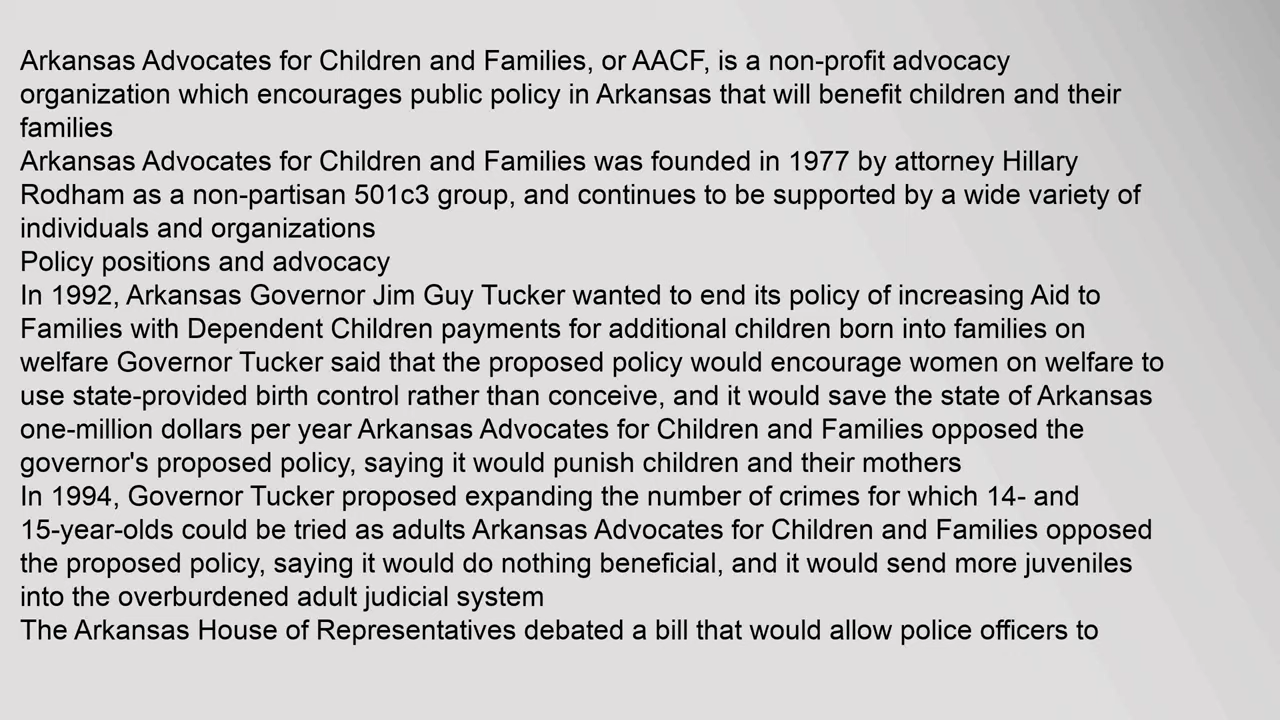 Arkansas Advocates for Children and Families, or AACF, is a non-profit advocacy
organization which encourages public policy in Arkansas that will benefit children and their
families
Arkansas Advocates for Children and Families was founded in 1977 by attorney Hillary
Rodham as a non-partisan 501c3 group, and continues to be supported by a wide variety of
individuals and organizations
Policy positions and advocacy
In 1992, Arkansas Governor Jim Guy Tucker wanted to end its policy of increasing Aid to
Families with Dependent Children payments for additional children born into families on
welfare Governor Tucker said that the proposed policy would encourage women on welfare to
use state-provided birth control rather than conceive, and it would save the state of Arkansas
one-million dollars per year Arkansas Advocates for Children and Families opposed the
governor's proposed policy, saying it would punish children and their mothers
In 1994, Governor Tucker proposed expanding the number of crimes for which 14- and
15-year-olds could be tried as adults Arkansas Advocates for Children and Families opposed
the proposed policy, saying it would do nothing beneficial, and it would send more juveniles
into the overburdened adult judicial system
The Arkansas House of Representatives debated a bill that would allow police officers to